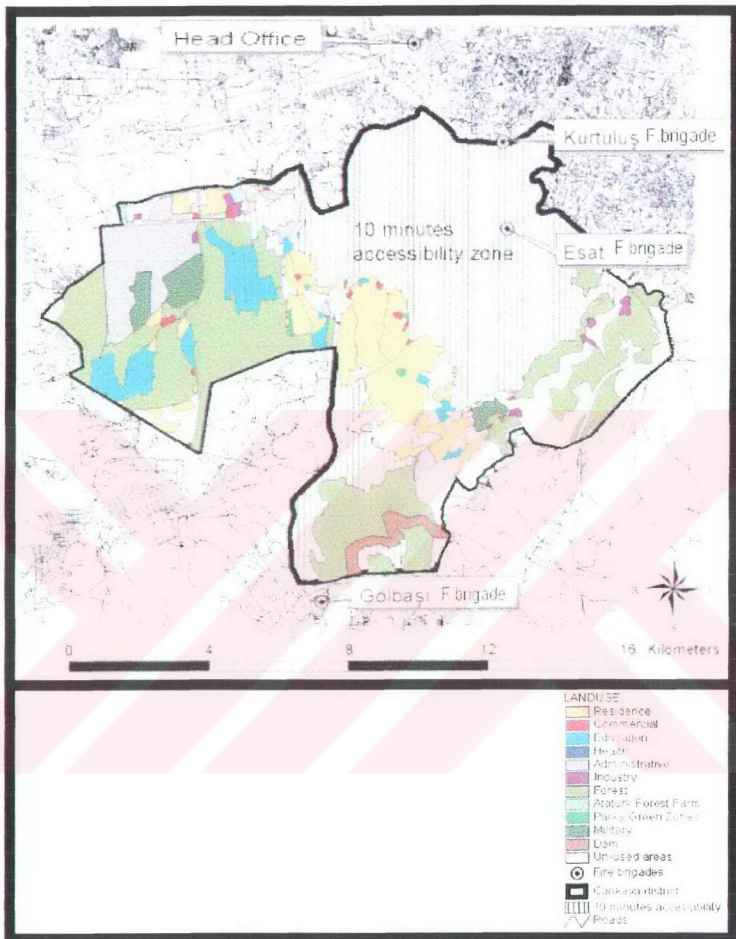 Head Office
Kurtuluş F.brigade
10 minutes
accessibility zone
Esat F.brigade
Gölbaşı F.brigade
0 4 8 12 16 Kilometers
LANDUSE
Residence
Commercial
Education
Health
Administrative
Industry
Forest
Ataturk Forest Farm
Parks-Green Zones
Military
Dam
Un-used areas
Fire brigades
Cankaya district
10 minutes accessibility
Roads